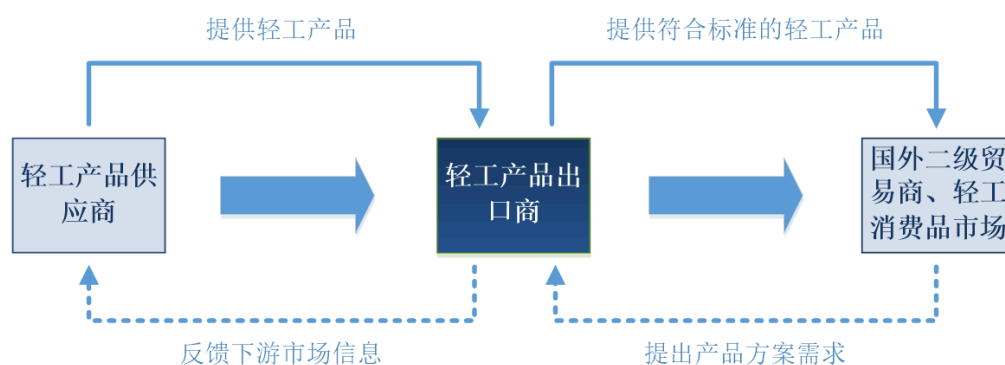 提供轻工产品
提供符合标准的轻工产品
轻工产品供
应商
轻工产品出
口商
国外二级贸
易商、轻工
消费品市场
反馈下游市场信息
提出产品方案需求